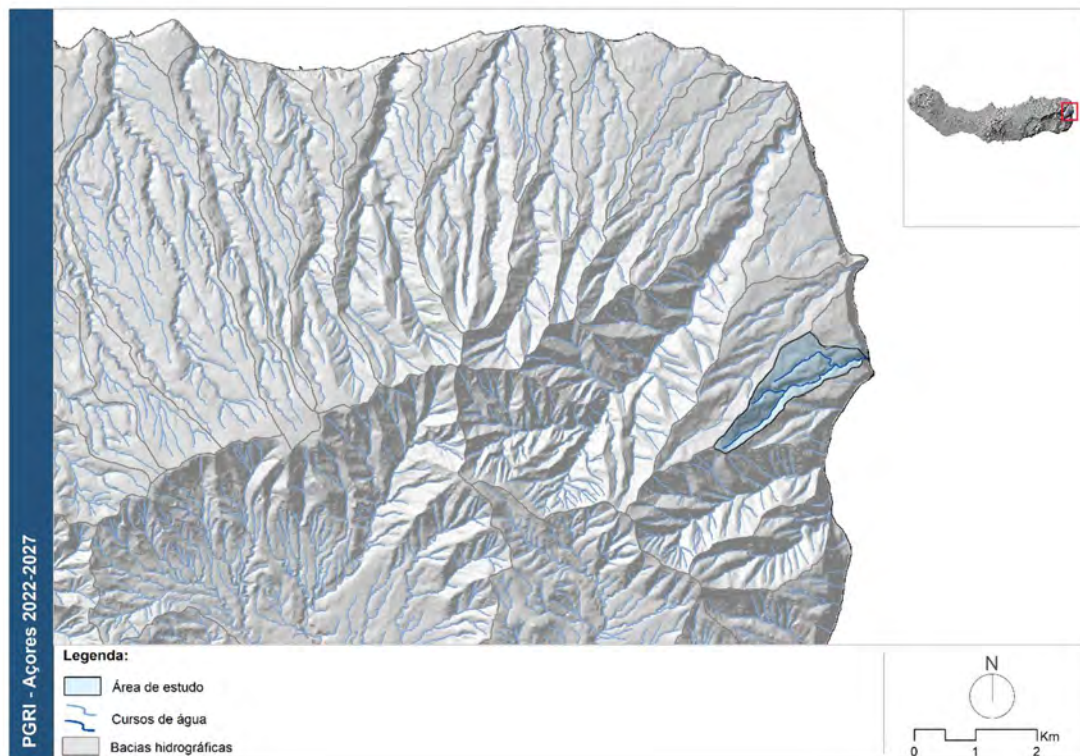 PGRI - Açores 2022-2027
Legenda:
Área de estudo
Cursos de água
Bacias hidrográficas
N
Km
0 1 2